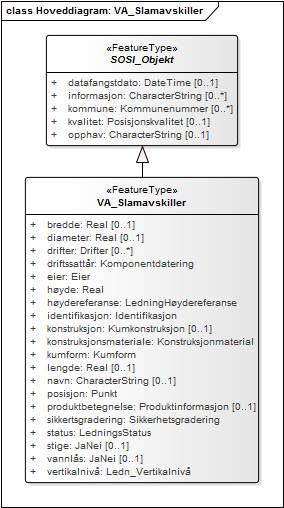 class Hoveddiagram: VA_Slamavskiller
«FeatureType»
SOSI_Objekt
+ datafangstdato: DateTime [0..1]
+ informasjon: CharacterString [0..*]
+ kommune: Kommunenummer [0..*]
+ kvalitet: Posisjonskvalitet [0..1]
+ opphav: CharacterString [0..1]
«FeatureType»
VA_Slamavskiller
+ bredde: Real [0..1]
+ diameter: Real [0..1]
+ drifter: Drifter [0..*]
+ driftssattår: Komponentdatering
+ eier: Eier
+ høyde: Real
+ høydereferanse: LedningHøydereferanse
+ identifikasjon: Identifikasjon
+ konstruksjon: Kumkonstruksjon [0..1]
+ konstruksjonsmateriale: Konstruksjonmaterial
+ kumform: Kumform
+ lengde: Real [0..1]
+ navn: CharacterString [0..1]
+ posisjon: Punkt
+ produktbetegnelse: Produktinformasjon [0..1]
+ sikkertsgradering: Sikkerhetsgradering
+ status: LedningsStatus
+ stige: JaNei [0..1]
+ vannlås: JaNei [0..1]
+ vertikalnivå: Ledn_Vertikalnivå